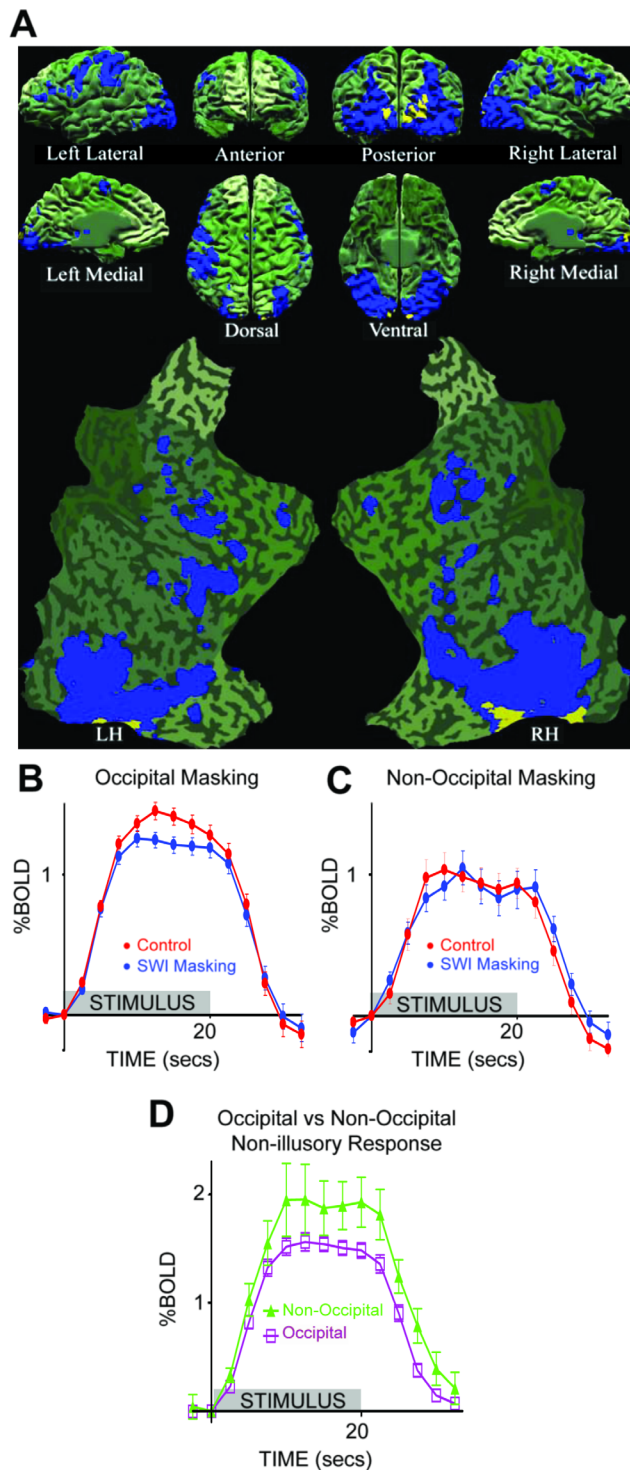 A
Left Lateral
Anterior
Posterior
Right Lateral
Left Medial
Right Medial
Dorsal
Ventral
LH
RH
B
Occipital Masking
1
%BOLD
Control
SWI Masking
STIMULUS
20
TIME (secs)
C
Non-Occipital Masking
1
%BOLD
Control
SWI Masking
STIMULUS
20
TIME (secs)
D
Occipital vs Non-Occipital
Non-illusory Response
2
1
%BOLD
Non-Occipital
Occipital
STIMULUS
20
TIME (secs)